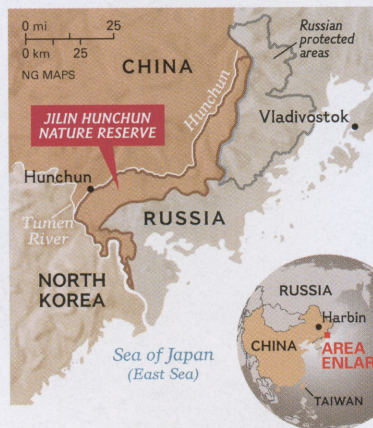 0 mi 25
0 km 25
NG MAPS
CHINA
Russian
protected
areas
Hunchun
JILIN HUNCHUN
NATURE RESERVE
Vladivostok
Hunchun
Tumen
River
RUSSIA
NORTH
KOREA
Sea of Japan
(East Sea)
RUSSIA
Harbin
CHINA
AREA
ENLAR
TAIWAN